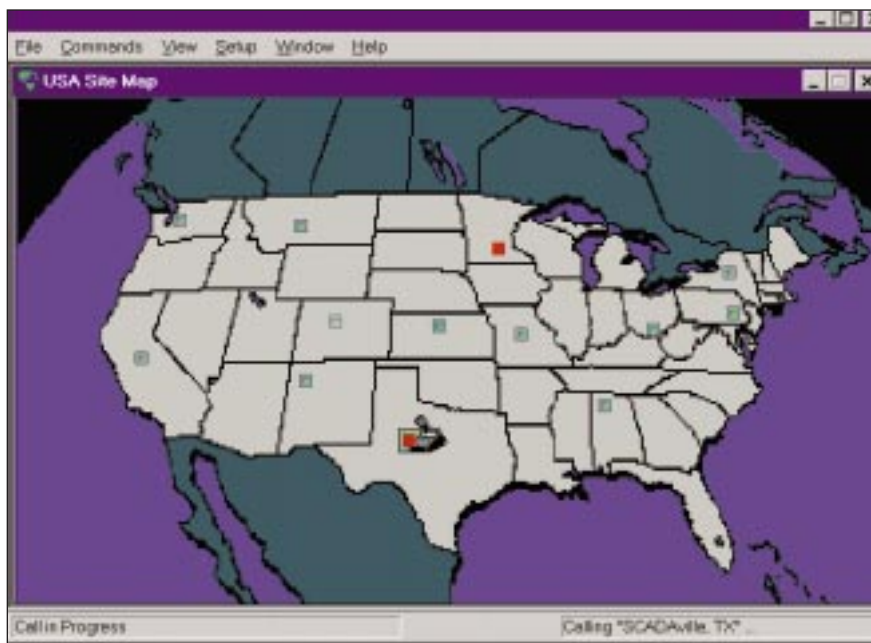 File Commands View Setup Window Help
USA Site Map
Call in Progress
Calling "SCADAville, TX" ...